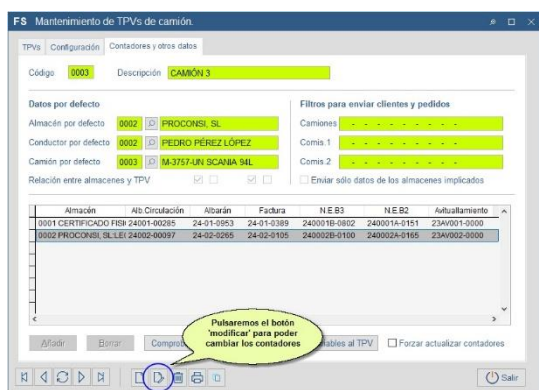 FS Mantenimiento de TPVs de camión.
TPVs Configuración Contadores y otros datos
Código 0003 Descripción CAMIÓN 3
Datos por defecto
Filtros para enviar clientes y pedidos
Almacén por defecto 0002 PROCONSI, SL
Camiones - - - - - - - - -
Conductor por defecto 0002 PEDRO PÉREZ LÓPEZ
Comis.1 - - - - - - - - -
Camión por defecto 0003 M-3757-UN SCANIA 94L
Comis.2 - - - - - - - - -
Relación entre almacenes y TPV
Enviar sólo datos de los almacenes implicados
Almacén Alb.Circulación Albarán Factura N.E.B3 N.E.B2 Avituallamiento
0001 CERTIFICADO FISI 24001-00285 24-01-0953 24-01-0389 240001B-0802 240001A-0151 23AV001-0000
0002 PROCONSI, SL:LEI 24002-00097 24-02-0265 24-02-0105 240002B-0100 240002A-0165 23AV002-0000
Pulsaremos el botón
'modificar' para poder
cambiar los contadores
Añadir Borrar Comprob iables al TPV Forzar actualizar contadores
Salir